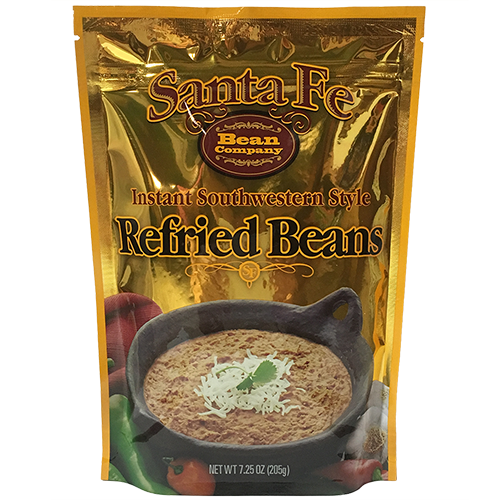 Santa Fe
Bean
Company
Instant Southwestern Style
Refried Beans
SF
NET WT 7.25 OZ (205g)